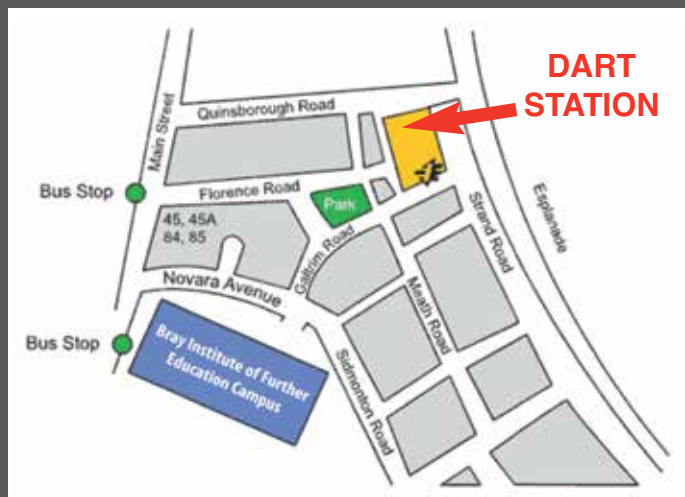 DART
STATION
Quinsborough Road
Main Street
Bus Stop
Florence Road
Park
45, 45A
84, 85
Galtrim Road
Novara Avenue
Strand Road
Esplanade
Meath Road
Bus Stop
Bray Institute of Further
Education Campus
Sidmonton Road